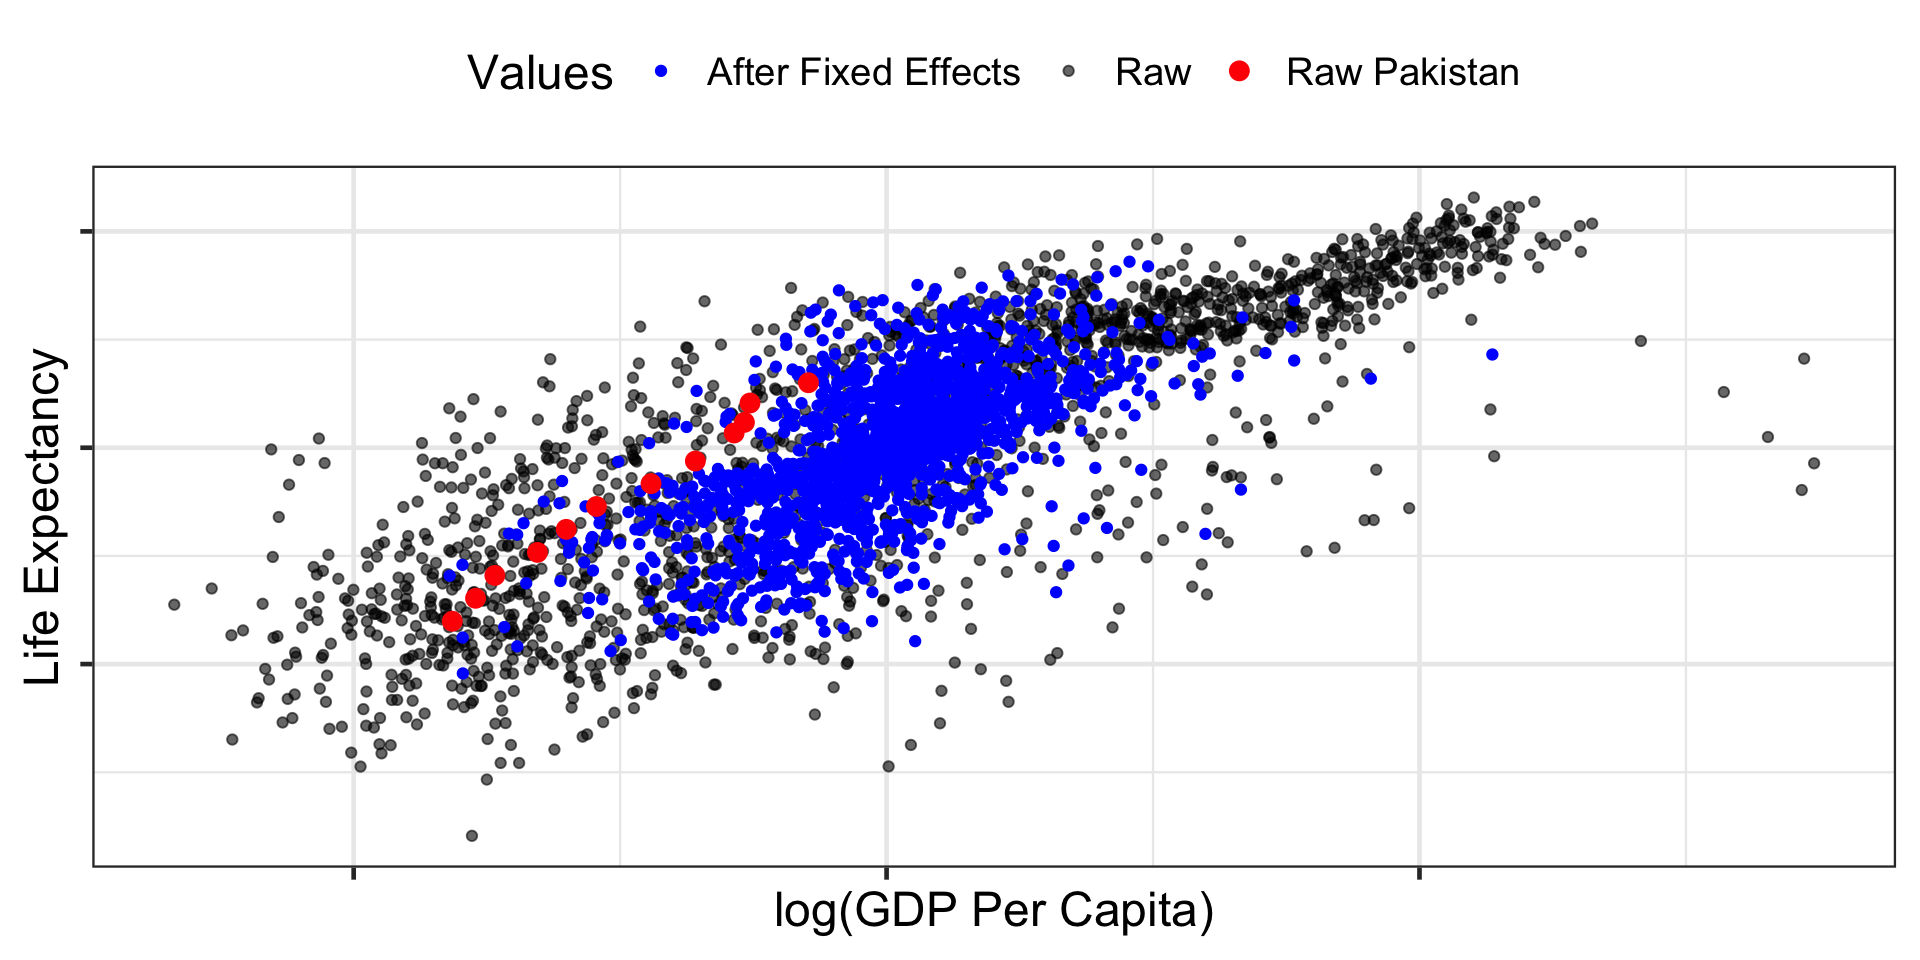 Values After Fixed Effects Raw Raw Pakistan
Life Expectancy
log(GDP Per Capita)